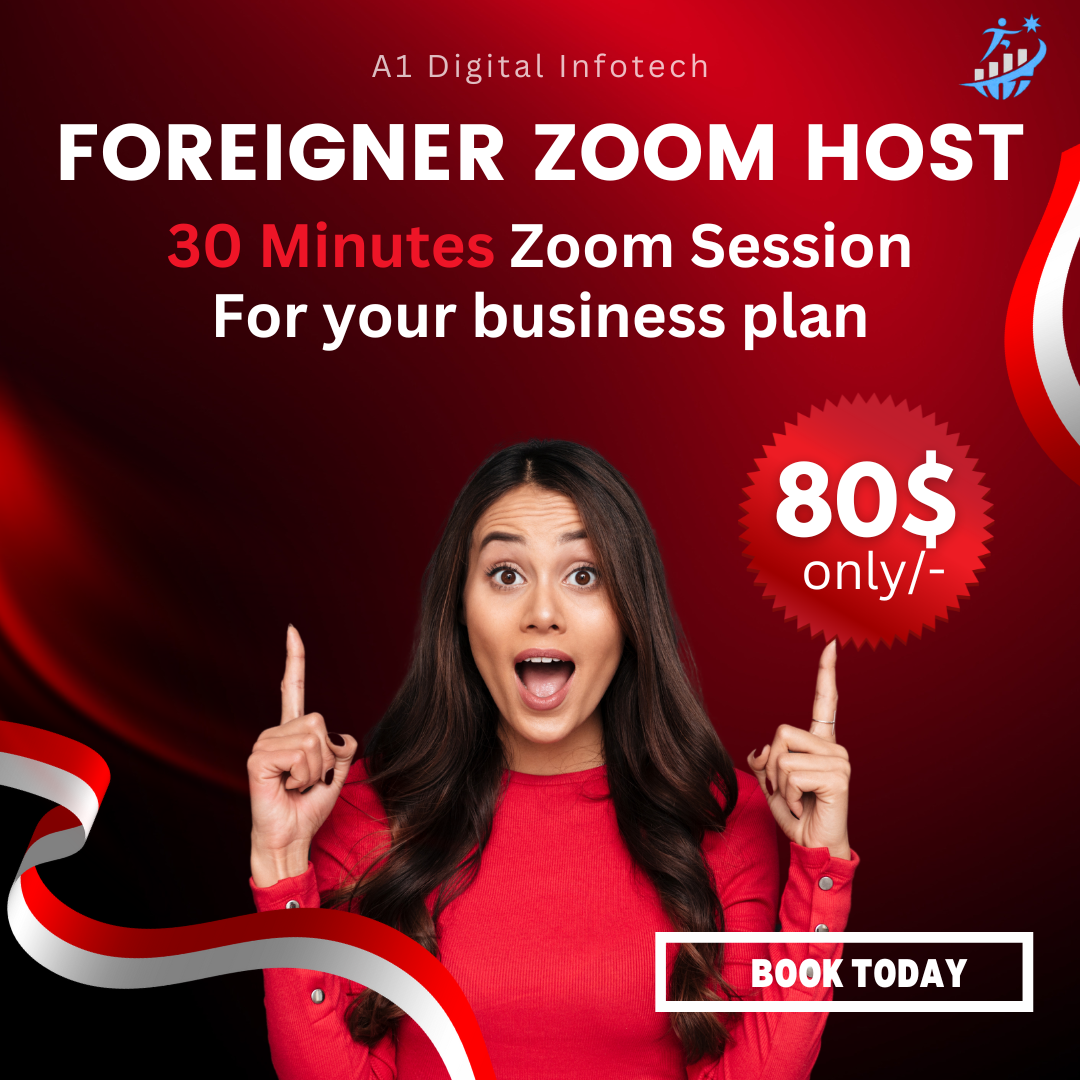 A1 Digital Infotech
FOREIGNER ZOOM HOST
30 Minutes Zoom Session
For your business plan
80$
only/-
BOOK TODAY